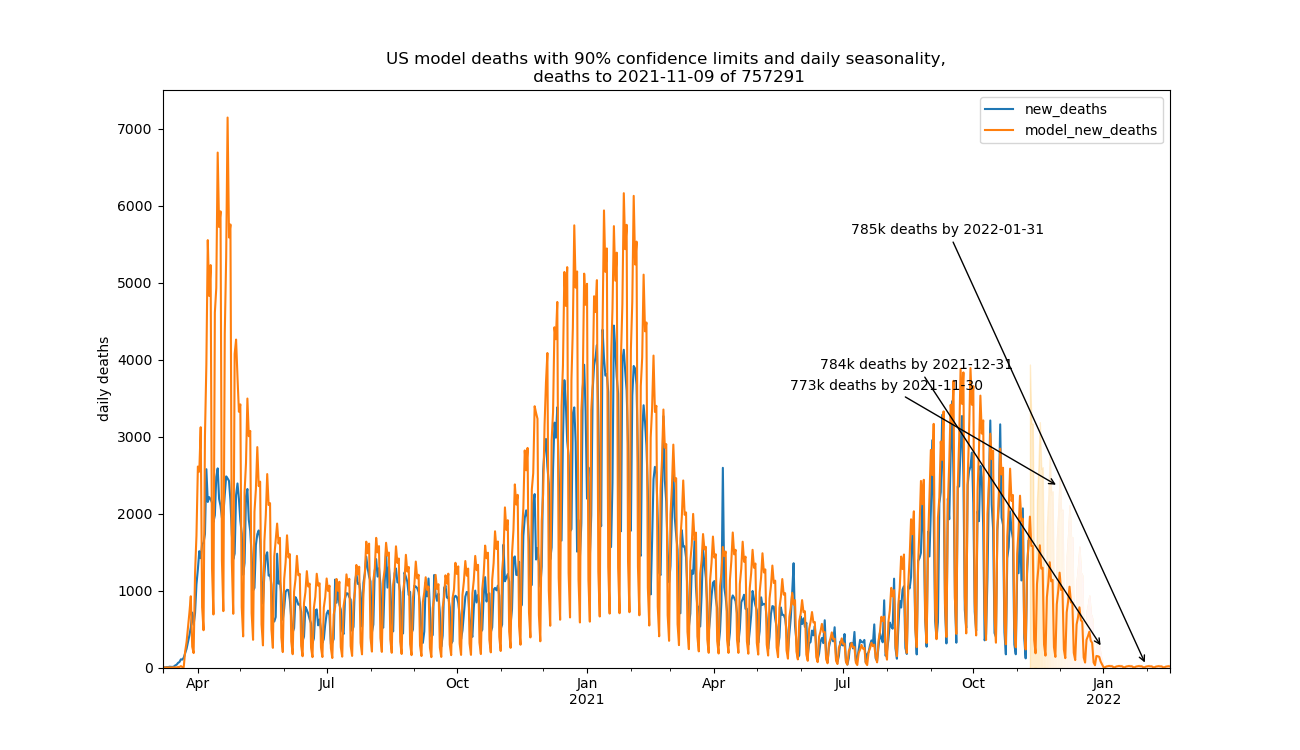 US model deaths with 90% confidence limits and daily seasonality,
deaths to 2021-11-09 of 757291
new_deaths
model_new_deaths
785k deaths by 2022-01-31
784k deaths by 2021-12-31
773k deaths by 2021-11-30
daily deaths
7000
6000
5000
4000
3000
2000
1000
0
Apr
Jul
Oct
Jan
2021
Apr
Jul
Oct
Jan
2022